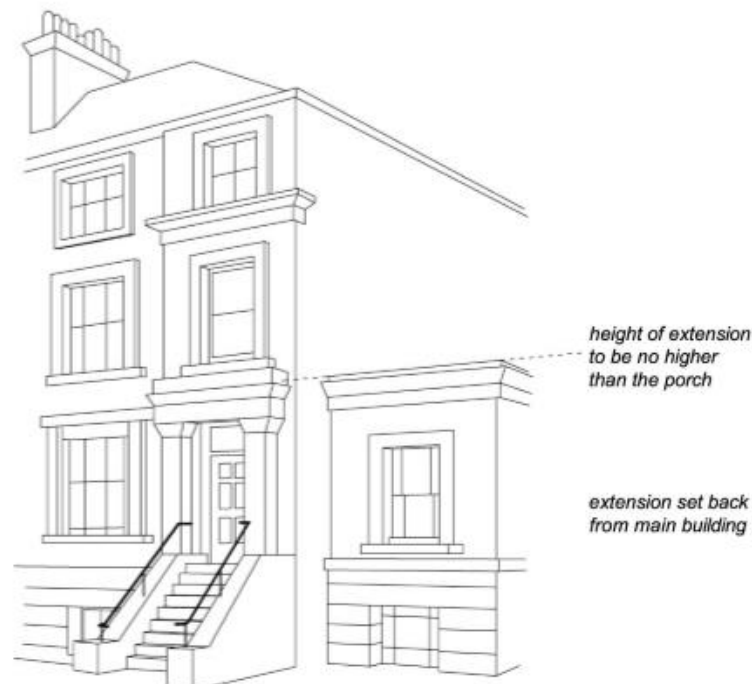 height of extension
to be no higher
than the porch
extension set back
from main building